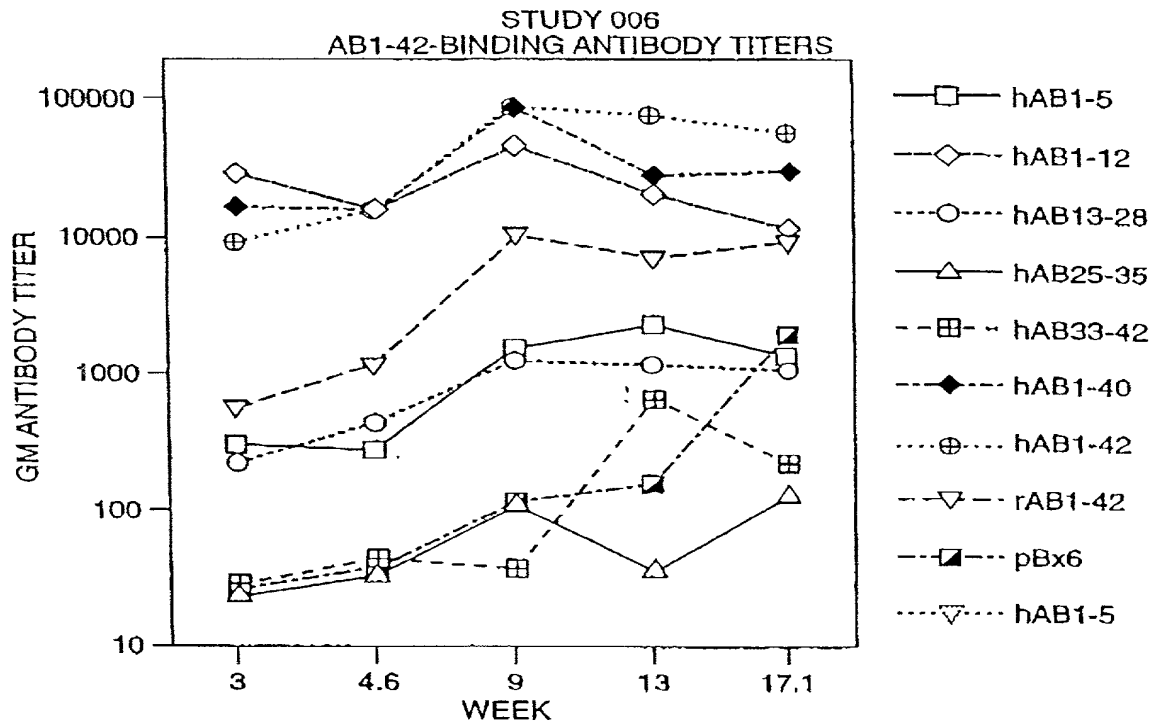 STUDY 006
AB1-42-BINDING ANTIBODY TITERS
GM ANTIBODY TITER
100000
10000
1000
100
10
3 4.6 9 13 17.1
WEEK
hAB1-5
hAB1-12
hAB13-28
hAB25-35
hAB33-42
hAB1-40
hAB1-42
rAB1-42
pBx6
hAB1-5